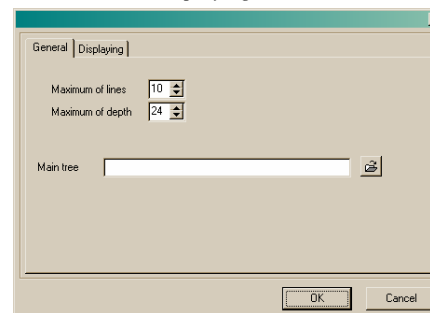 General Displaying
Maximum of lines 10
Maximum of depth 24
Main tree
OK Cancel